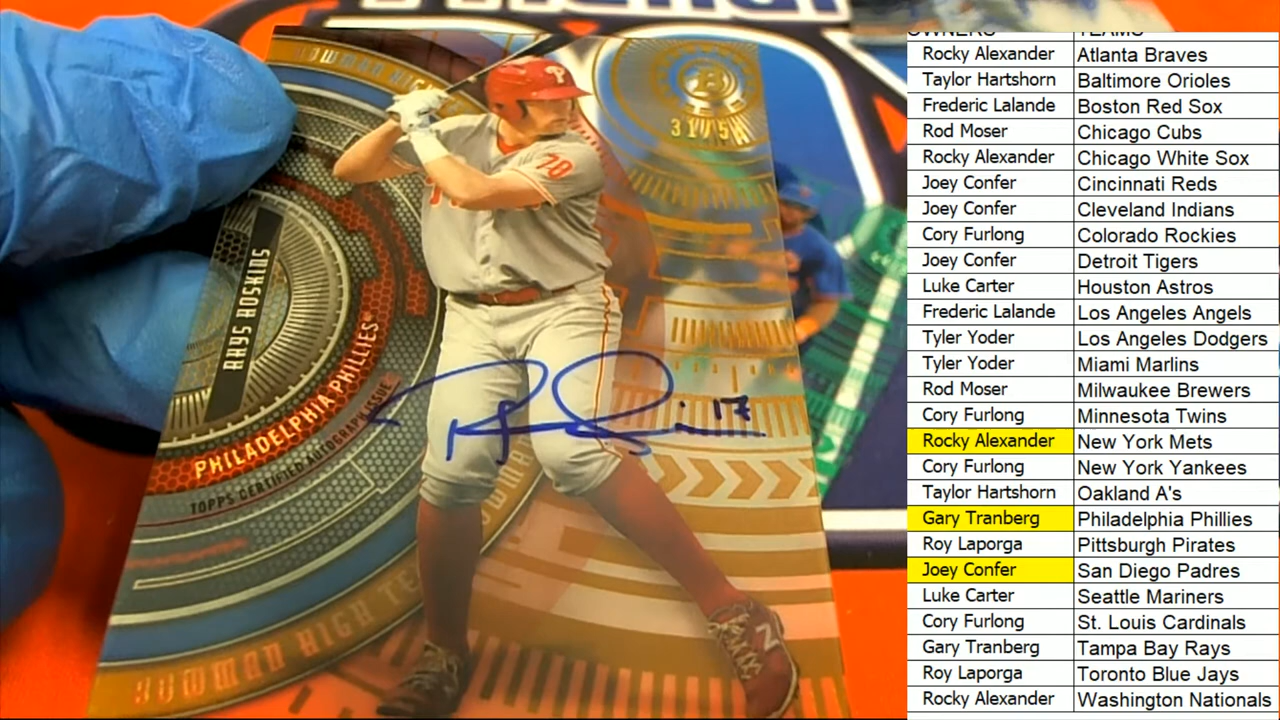 BOWMAN HIGH
31/50
70
RHYS HOSKINS
PHILADELPHIA PHILLIES
TOPPS CERTIFIED AUTOGRAPH ISSUE
17
BOWMAN HIGH TE
OWNERS TEAMS
Rocky Alexander Atlanta Braves
Taylor Hartshorn Baltimore Orioles
Frederic Lalande Boston Red Sox
Rod Moser Chicago Cubs
Rocky Alexander Chicago White Sox
Joey Confer Cincinnati Reds
Joey Confer Cleveland Indians
Cory Furlong Colorado Rockies
Joey Confer Detroit Tigers
Luke Carter Houston Astros
Frederic Lalande Los Angeles Angels
Tyler Yoder Los Angeles Dodgers
Tyler Yoder Miami Marlins
Rod Moser Milwaukee Brewers
Cory Furlong Minnesota Twins
Rocky Alexander New York Mets
Cory Furlong New York Yankees
Taylor Hartshorn Oakland A's
Gary Tranberg Philadelphia Phillies
Roy Laporga Pittsburgh Pirates
Joey Confer San Diego Padres
Luke Carter Seattle Mariners
Cory Furlong St. Louis Cardinals
Gary Tranberg Tampa Bay Rays
Roy Laporga Toronto Blue Jays
Rocky Alexander Washington Nationals